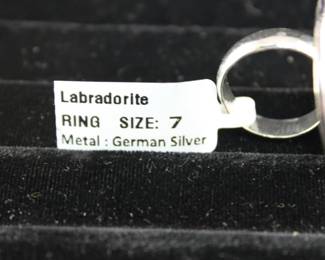 Labradorite
RING SIZE: 7
Metal : German Silver